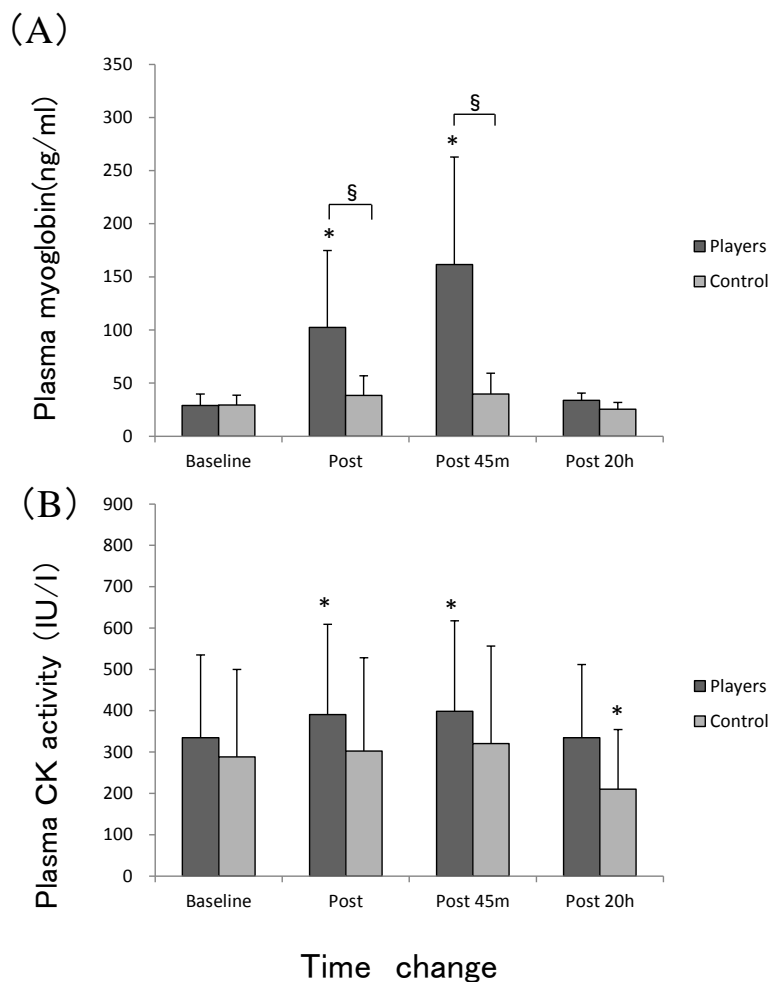 (A)
Plasma myoglobin(ng/ml)
350
300
250
200
150
100
50
0
§
*
§
*
Players
Control
Baseline Post Post 45m Post 20h
(B)
Plasma CK activity (IU/l)
900
800
700
600
500
400
300
200
100
0
* * *
Players
Control
Baseline Post Post 45m Post 20h
Time change